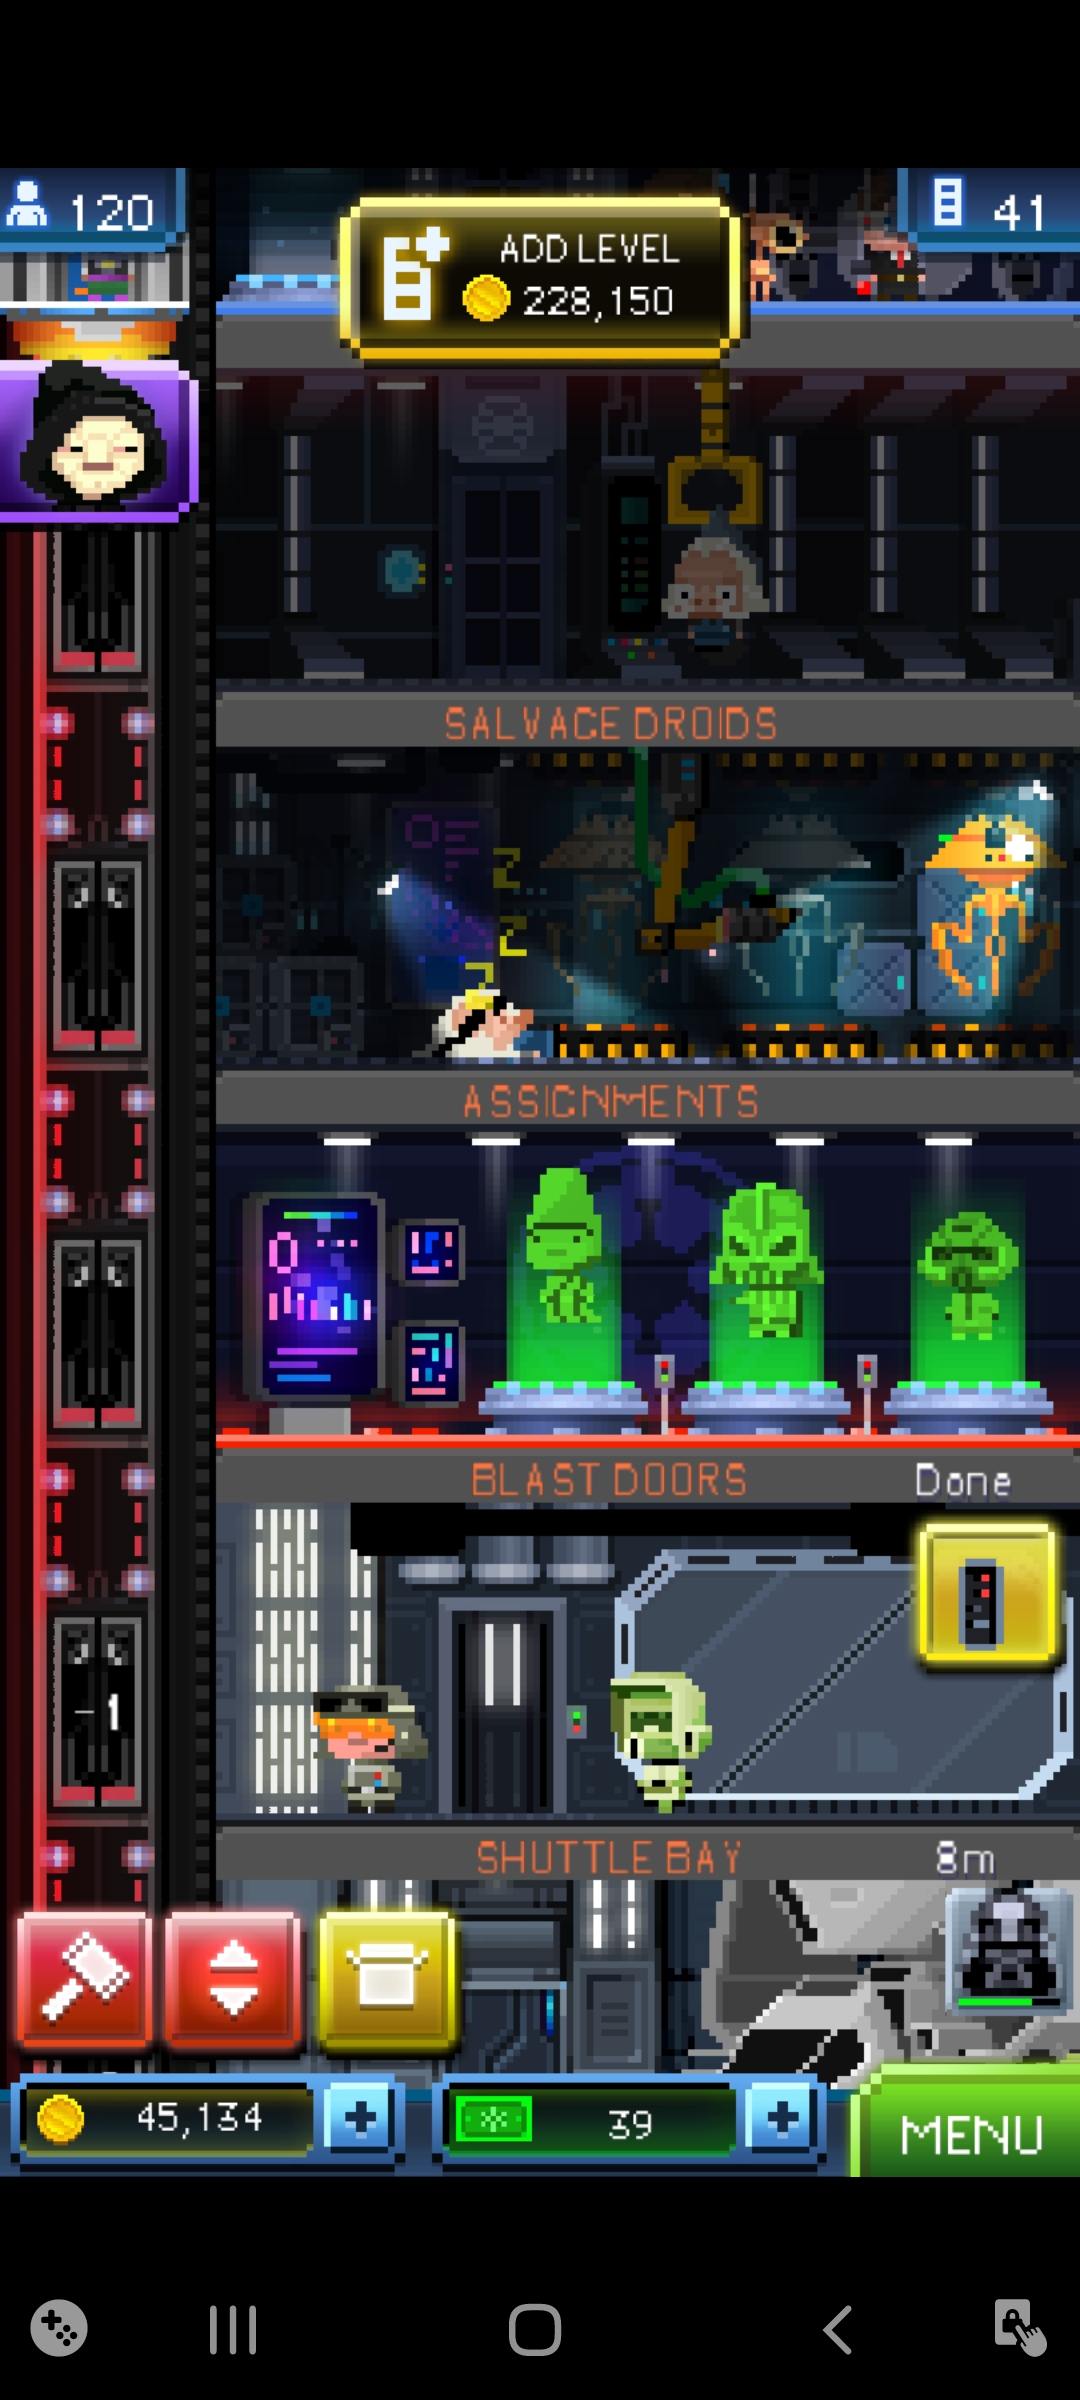 120
ADD LEVEL
228,150
41
SALVAGE DROIDS
Z
Z
Z
ASSIGNMENTS
BLAST DOORS
Done
-1
SHUTTLE BAY
8m
45,134
39
MENU